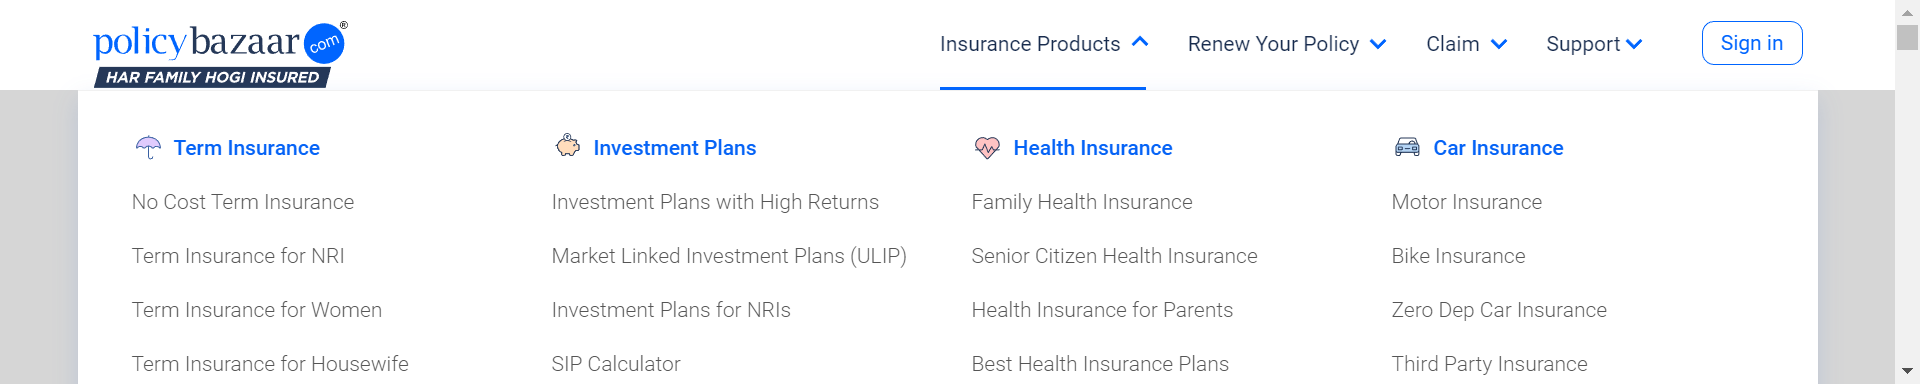 policybazaar com ®
HAR FAMILY HOGI INSURED
Insurance Products Renew Your Policy Claim Support Sign in
Term Insurance
No Cost Term Insurance
Term Insurance for NRI
Term Insurance for Women
Term Insurance for Housewife
Investment Plans
Investment Plans with High Returns
Market Linked Investment Plans (ULIP)
Investment Plans for NRIs
SIP Calculator
Health Insurance
Family Health Insurance
Senior Citizen Health Insurance
Health Insurance for Parents
Best Health Insurance Plans
Car Insurance
Motor Insurance
Bike Insurance
Zero Dep Car Insurance
Third Party Insurance